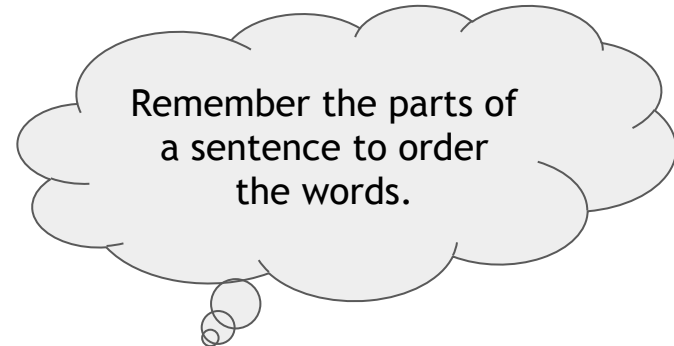 Remember the parts of
a sentence to order
the words.